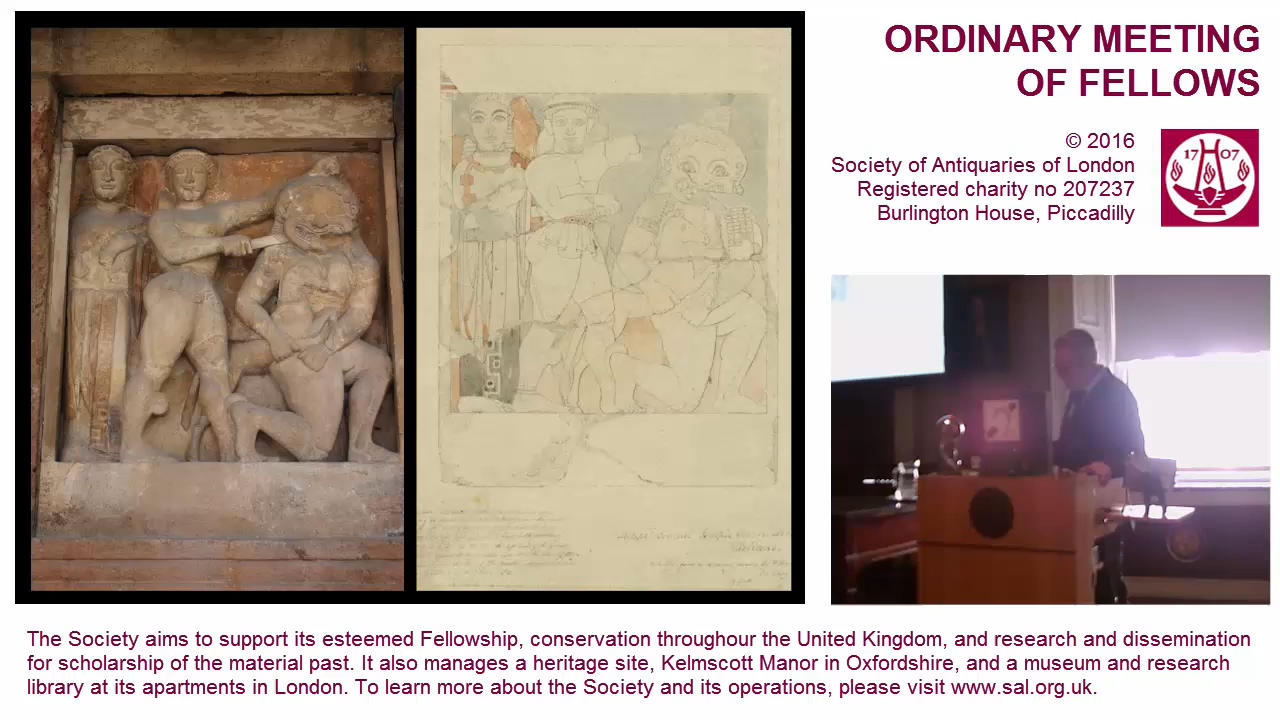 ORDINARY MEETING
OF FELLOWS
© 2016
Society of Antiquaries of London
Registered charity no 207237
Burlington House, Piccadilly
17 07
The Society aims to support its esteemed Fellowship, conservation throughour the United Kingdom, and research and dissemination
for scholarship of the material past. It also manages a heritage site, Kelmscott Manor in Oxfordshire, and a museum and research
library at its apartments in London. To learn more about the Society and its operations, please visit www.sal.org.uk.